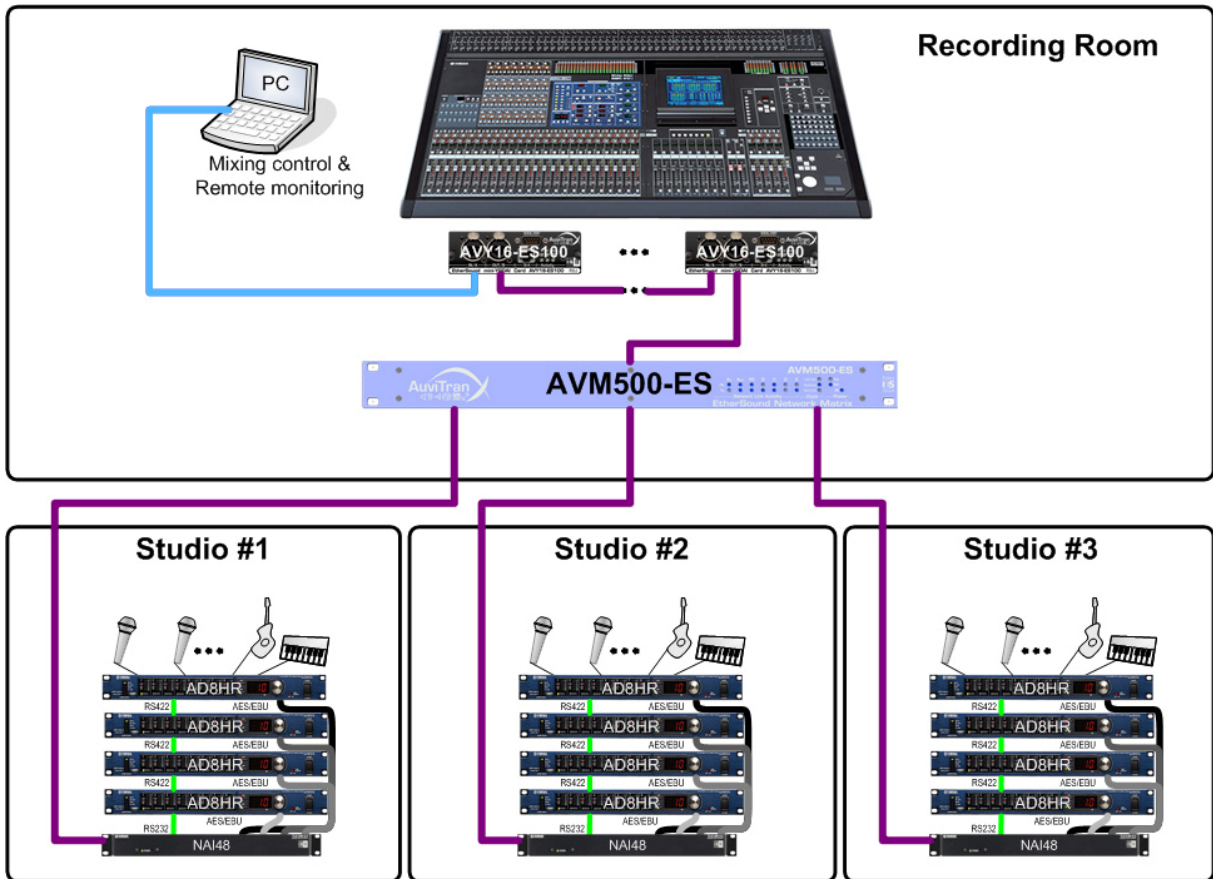 Recording Room
PC
Mixing control &
Remote monitoring
AVY16-ES100
AVY16-ES100
AuviTran
AVM500-ES
AVM500-ES
EtherSound Network Matrix
Studio #1
Studio #2
Studio #3
AD8HR
RS422 AES/EBU
AD8HR
RS422 AES/EBU
AD8HR
RS422 AES/EBU
AD8HR
RS232 AES/EBU
NAI48
AD8HR
RS422 AES/EBU
AD8HR
RS422 AES/EBU
AD8HR
RS422 AES/EBU
AD8HR
RS232 AES/EBU
NAI48
AD8HR
RS422 AES/EBU
AD8HR
RS422 AES/EBU
AD8HR
RS422 AES/EBU
AD8HR
RS232 AES/EBU
NAI48